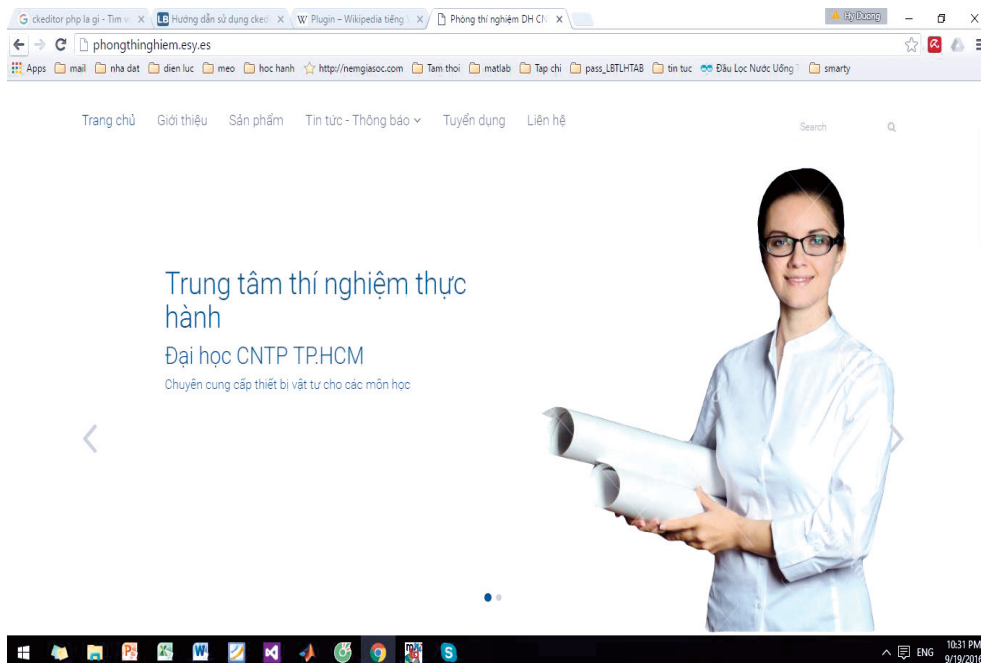 ckeditor php la gi - Tim v
Hướng dẫn sử dụng cked
W Plugin – Wikipedia tiếng
Phòng thí nghiệm DH CN
Hy Duong
phongthinghiem.esy.es
Apps mail nha dat dien luc meo hoc hanh http://nemgiasoc.com Tam thoi matlab Tap chi pass_LBTLHTAB tin tuc Đầu Lọc Nước Uống T smarty
Trang chủ Giới thiệu Sản phẩm Tin tức - Thông báo Tuyển dụng Liên hệ
Search
Trung tâm thí nghiệm thực
hành
Đại học CNTP TP.HCM
Chuyên cung cấp thiết bị vật tư cho các môn học
ENG
10:31 PM
9/19/2016